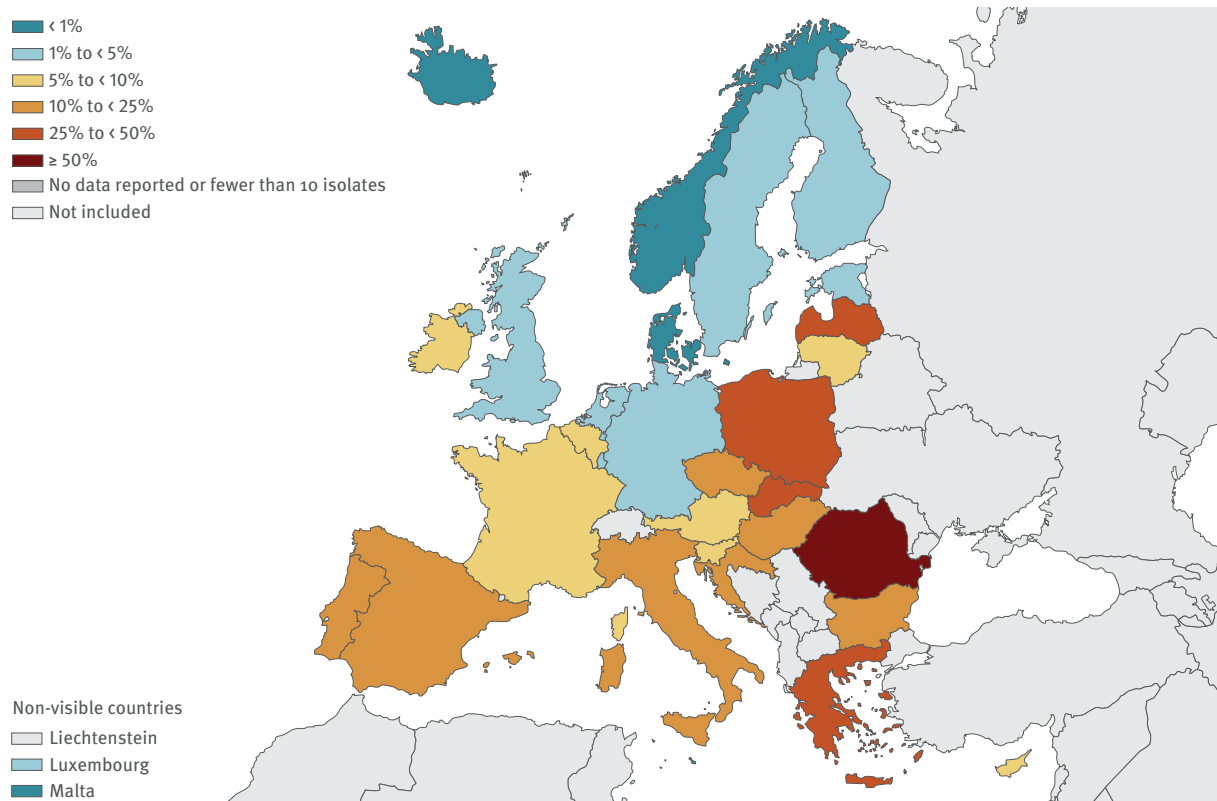 < 1%
1% to < 5%
5% to < 10%
10% to < 25%
25% to < 50%
≥ 50%
No data reported or fewer than 10 isolates
Not included
Non-visible countries
Liechtenstein
Luxembourg
Malta